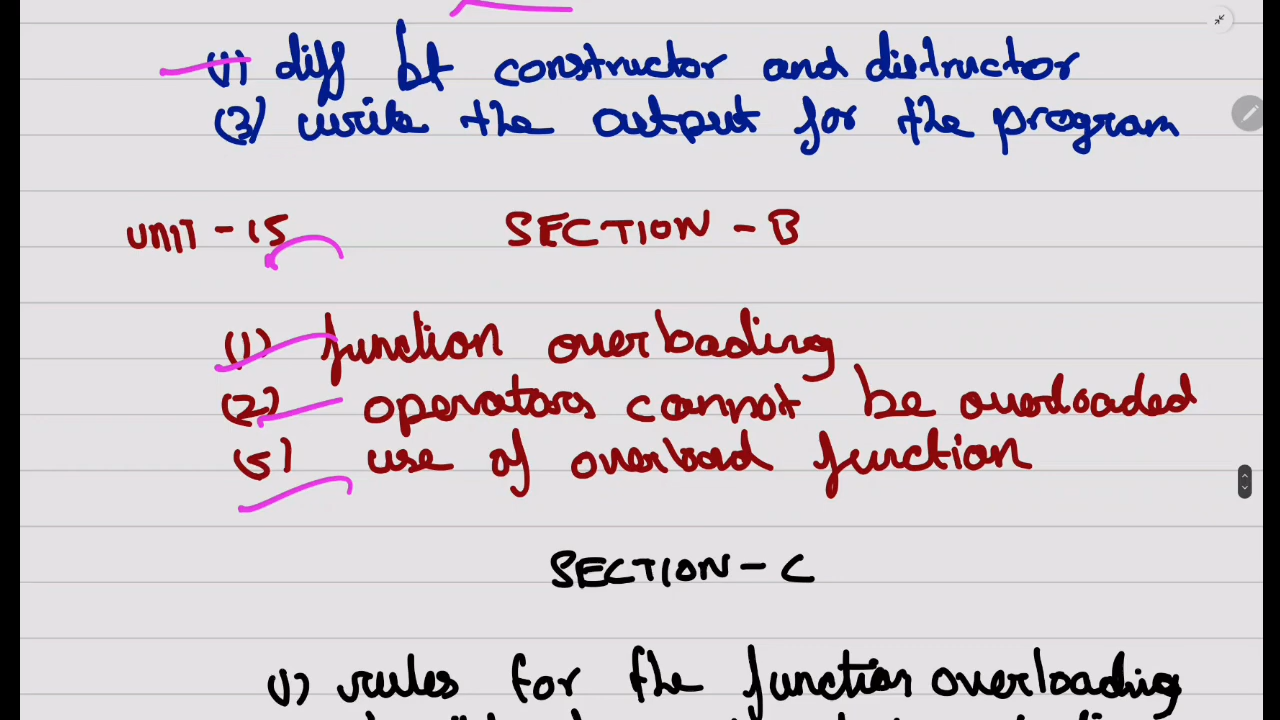 (1) diff bt constructor and distructor
(3) write the output for the program
UNIT - 15 SECTION - B
(1) function overloading
(2) operators cannot be overloaded
(5) use of overload function
SECTION - C
(1) rules for the function overloading